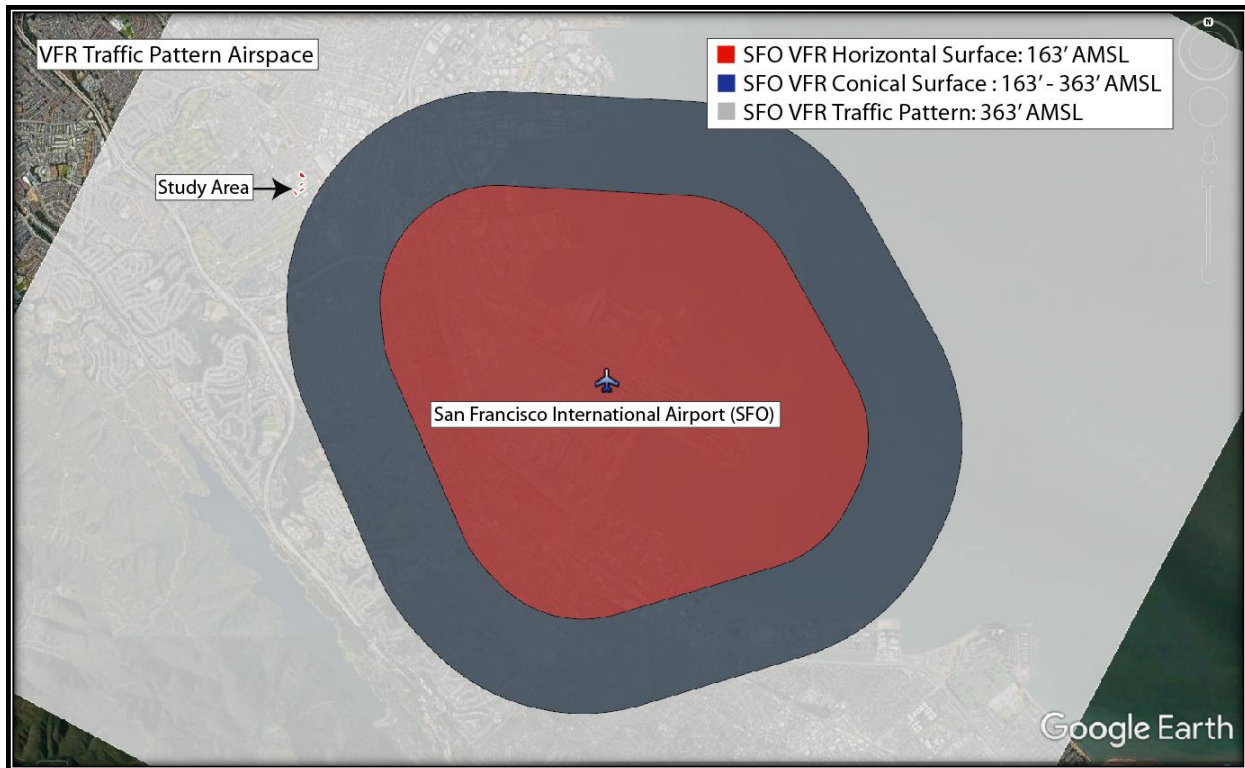 VFR Traffic Pattern Airspace
SFO VFR Horizontal Surface: 163' AMSL
SFO VFR Conical Surface : 163' - 363' AMSL
SFO VFR Traffic Pattern: 363' AMSL
N
Study Area
San Francisco International Airport (SFO)
Google Earth